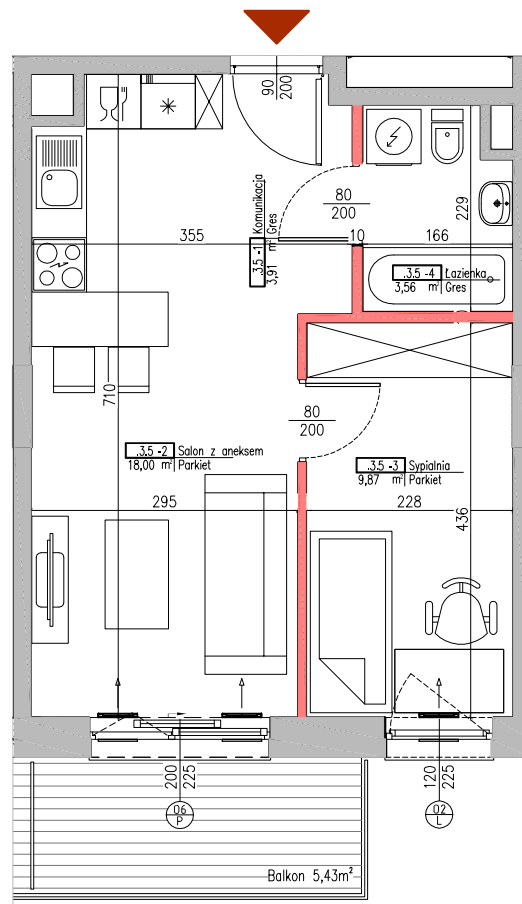 90
200
80
200
229
355
.3.5 -1 Komunikacja
3,91 m² Gres
10
166
.3.5 -4 Łazienka
3,56 m² Gres
710
80
200
.3.5 -2 Salon z aneksem
18,00 m² Parkiet
.3.5 -3 Sypialnia
9,87 m² Parkiet
295
228
436
200
225
120
225
06
P
02
L
Balkon 5,43m²